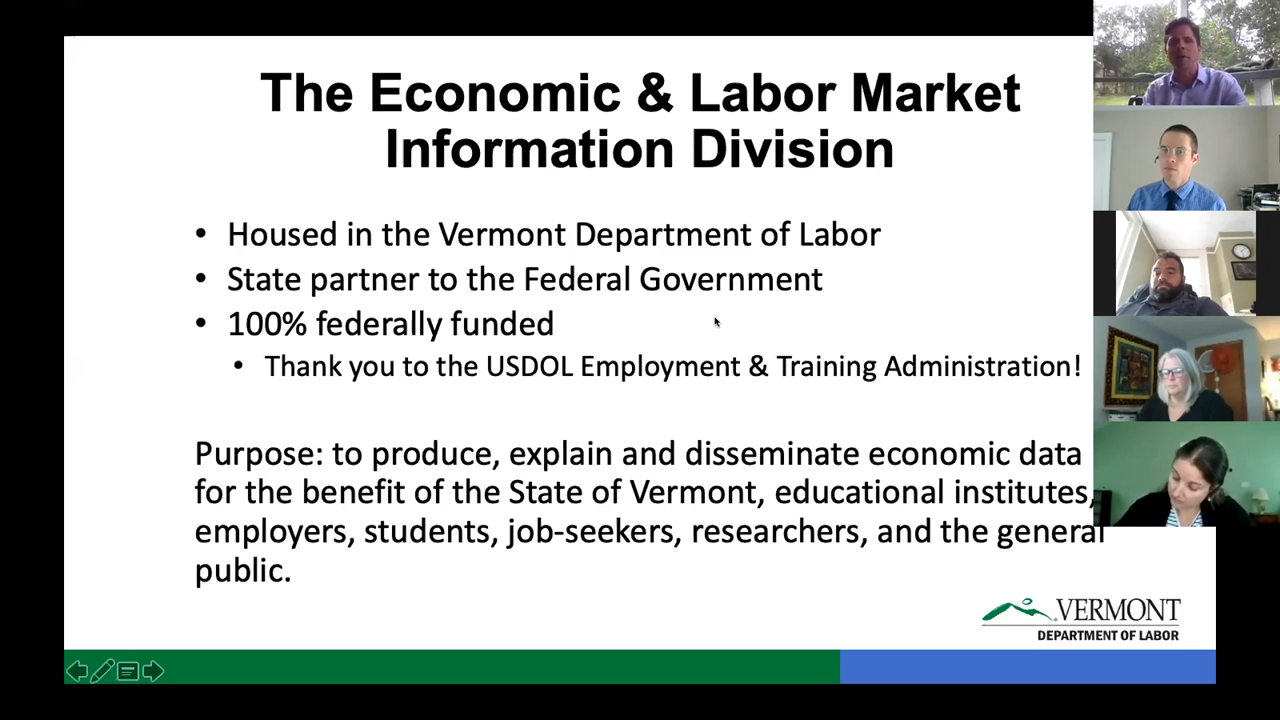 The Economic & Labor Market
Information Division
• Housed in the Vermont Department of Labor
• State partner to the Federal Government
• 100% federally funded
• Thank you to the USDOL Employment & Training Administration!
Purpose: to produce, explain and disseminate economic data
for the benefit of the State of Vermont, educational institutes,
employers, students, job-seekers, researchers, and the general
public.
VERMONT
DEPARTMENT OF LABOR